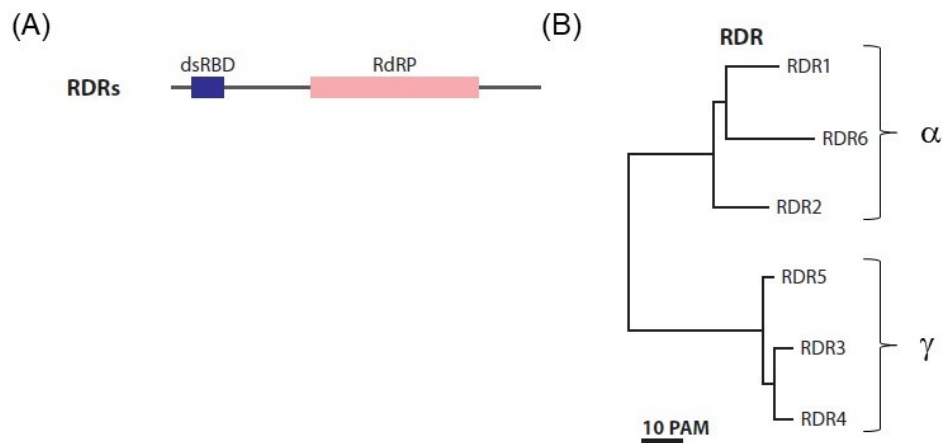 (A)
dsRBD RdRP
RDRs
(B)
RDR
RDR1
RDR6
α
RDR2
RDR5
RDR3
γ
RDR4
10 PAM